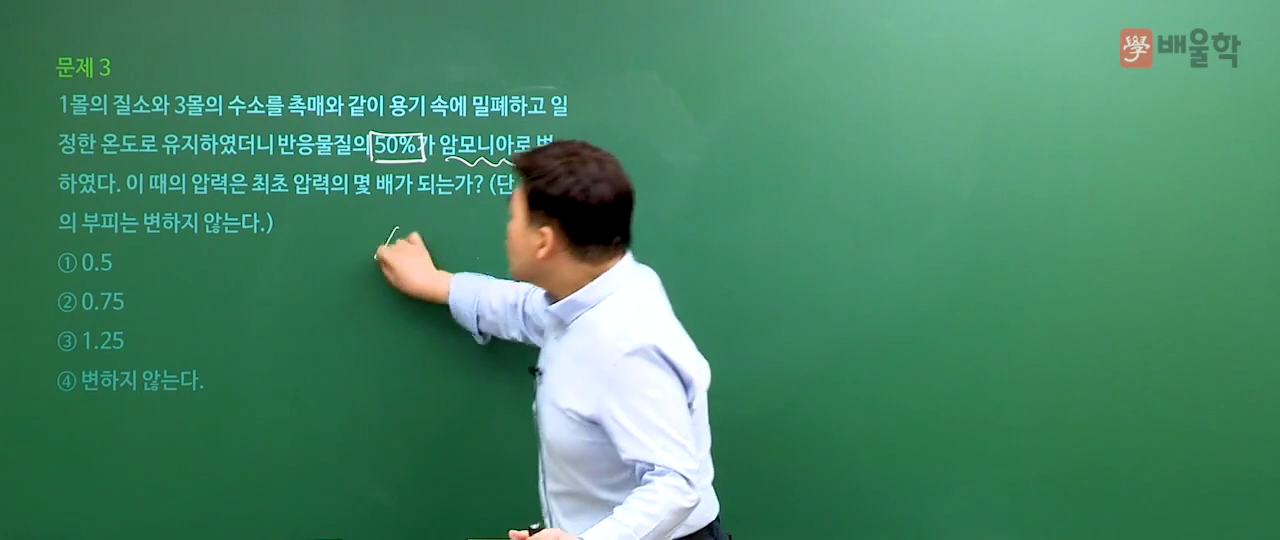 學 배울학
문제 3
1몰의 질소와 3몰의 수소를 촉매와 같이 용기 속에 밀폐하고 일
정한 온도로 유지하였더니 반응물질의 50%가 암모니아로
하였다. 이 때의 압력은 최초 압력의 몇 배가 되는가? (단
의 부피는 변하지 않는다.)
① 0.5
② 0.75
③ 1.25
④ 변하지 않는다.